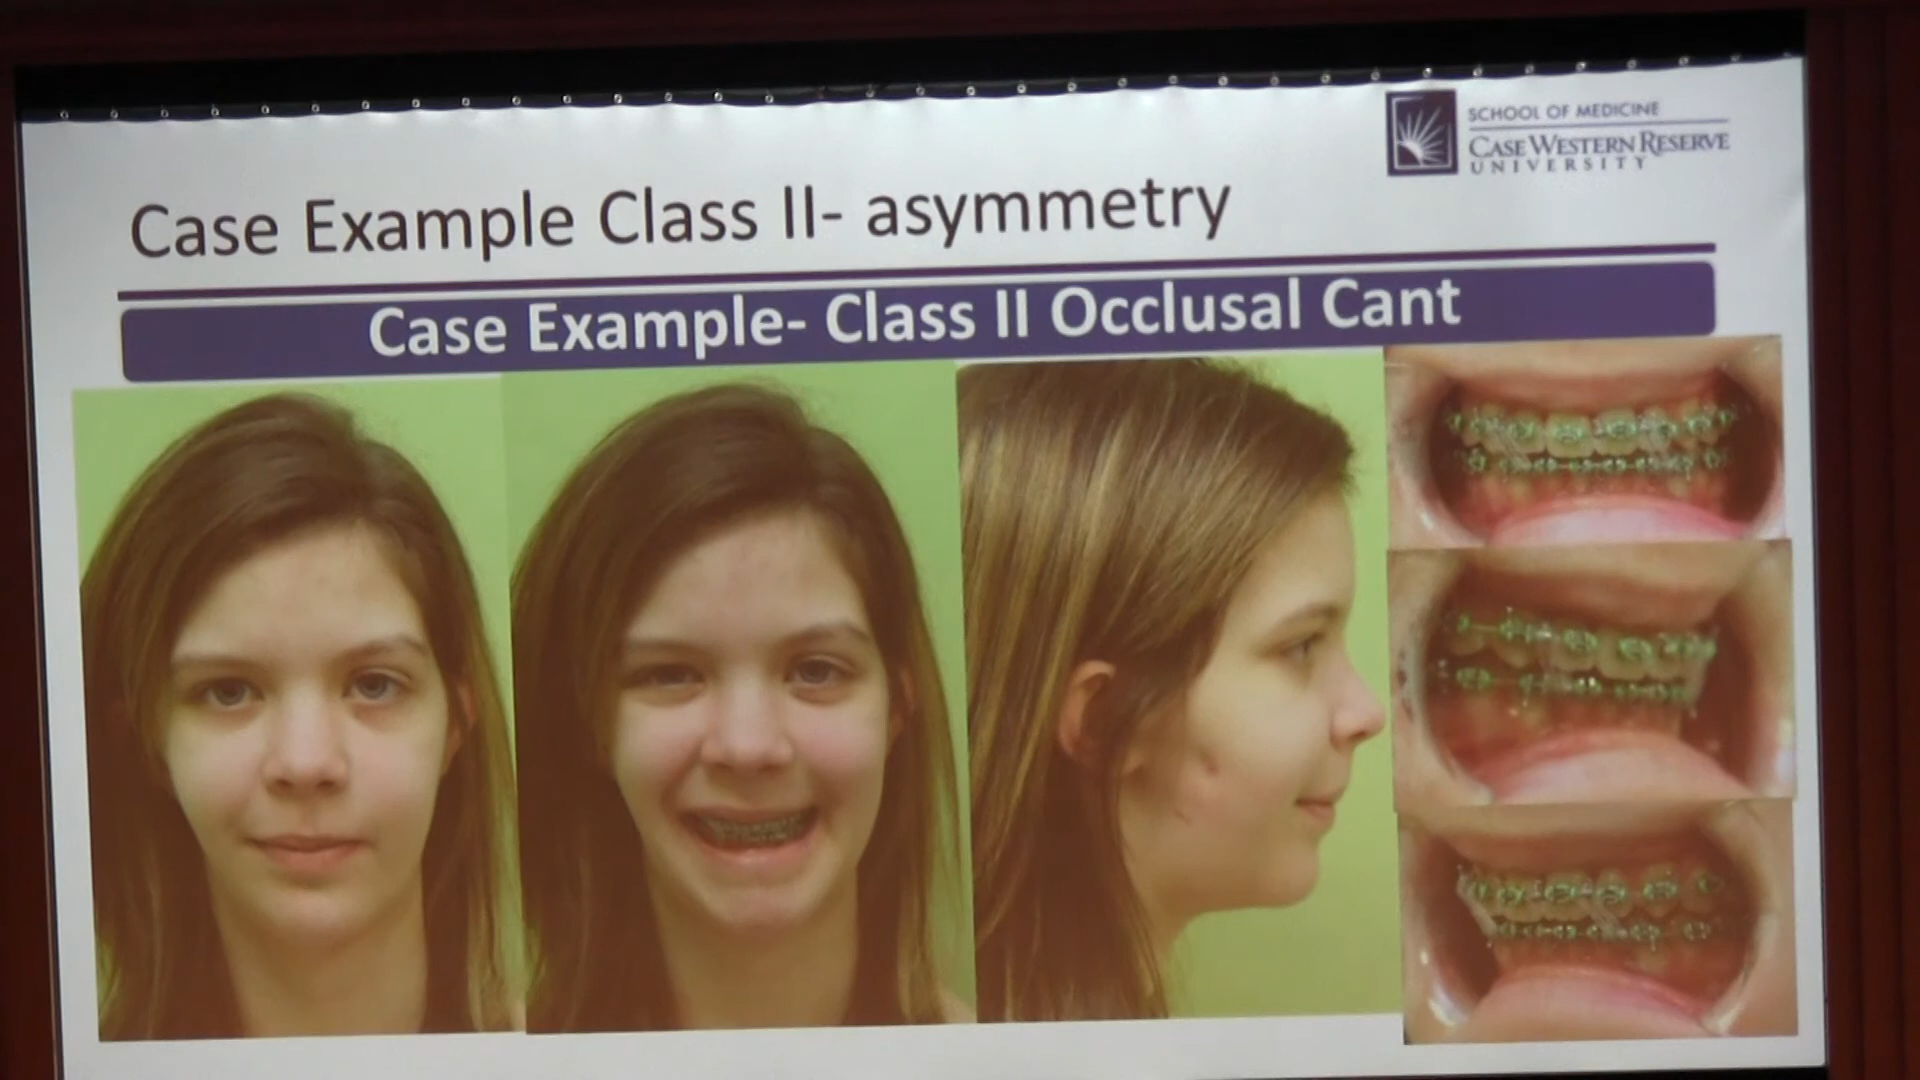 SCHOOL OF MEDICINE
CASE WESTERN RESERVE
UNIVERSITY
Case Example Class II- asymmetry
Case Example- Class II Occlusal Cant